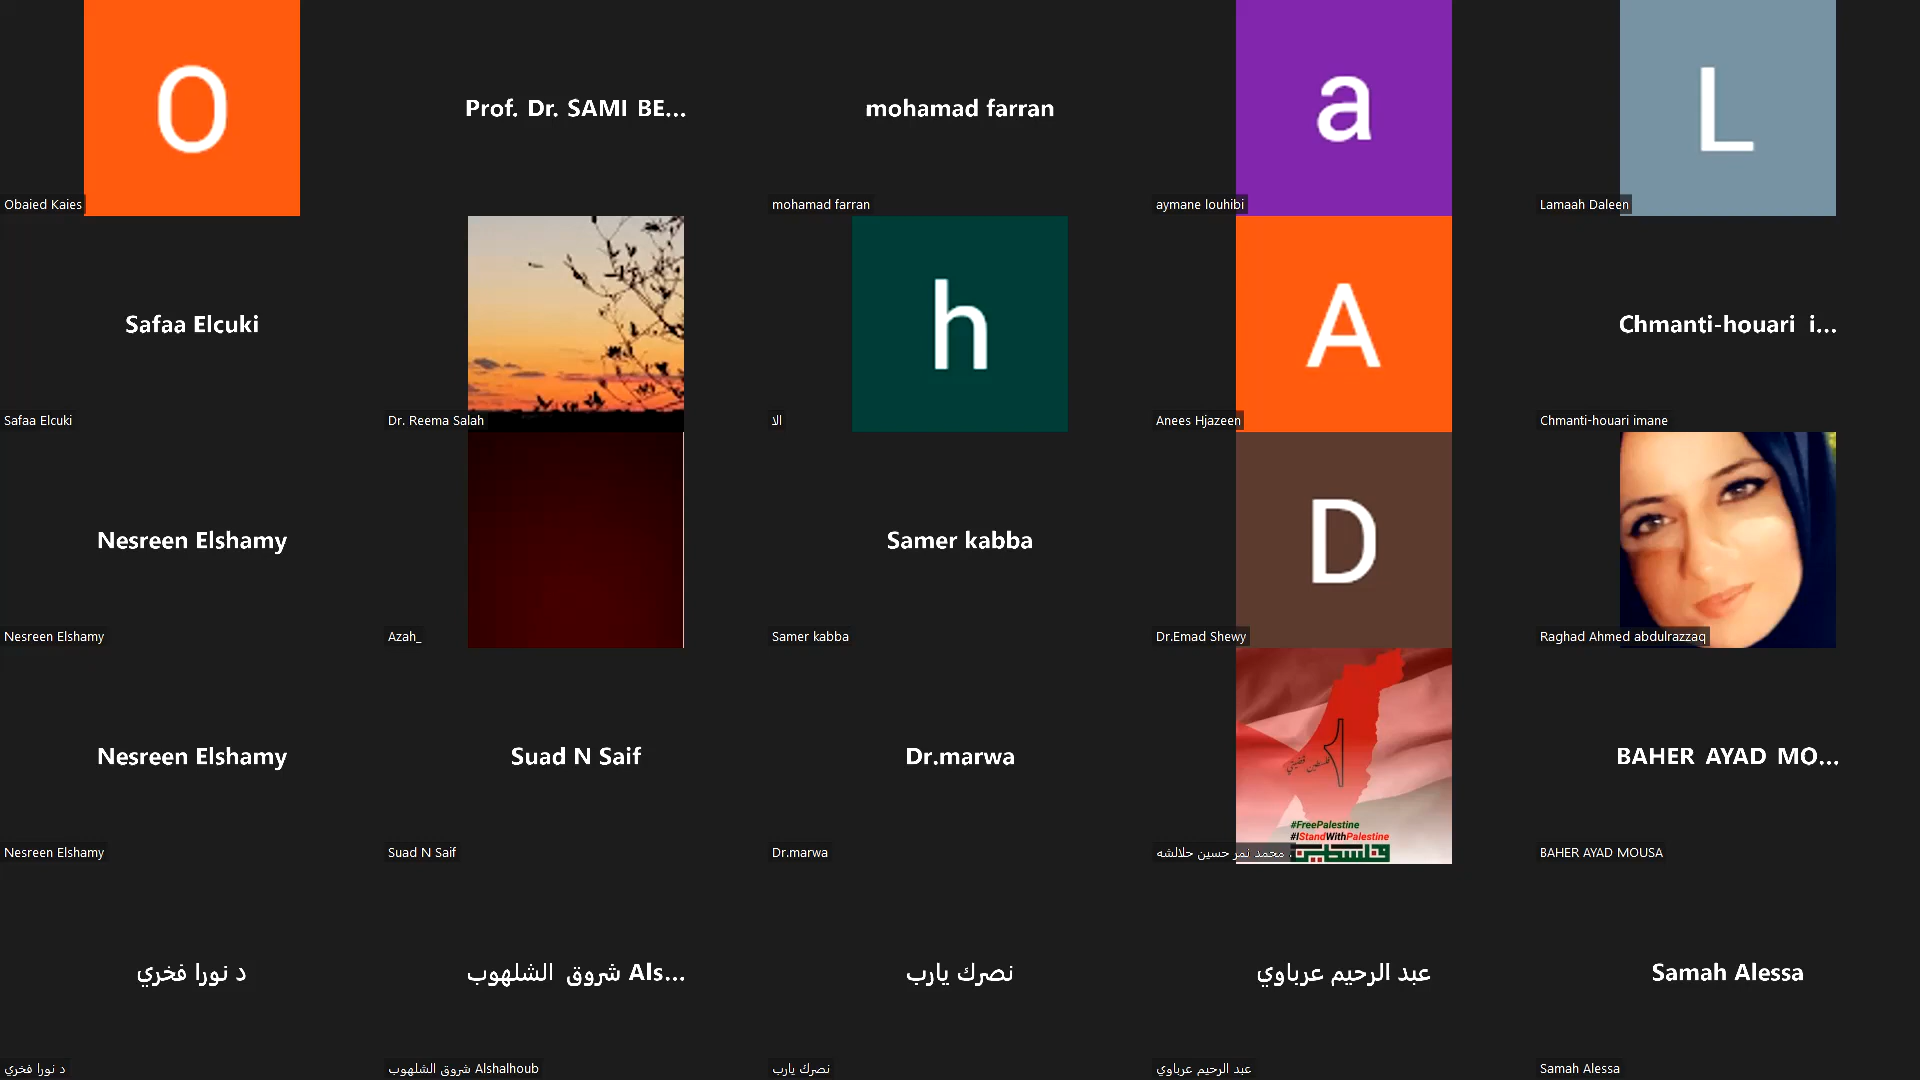 O
Obaied Kaies
Prof. Dr. SAMI BE...
mohamad farran
mohamad farran
a
aymane louhibi
L
Lamaah Daleen
Safaa Elcuki
Safaa Elcuki
Dr. Reema Salah
h
الا
A
Anees Hjazeen
Chmanti-houari i...
Chmanti-houari imane
Nesreen Elshamy
Nesreen Elshamy
Azah_
Samer kabba
Samer kabba
D
Dr.Emad Shewy
Raghad Ahmed abdulrazzaq
Nesreen Elshamy
Nesreen Elshamy
Suad N Saif
Suad N Saif
Dr.marwa
Dr.marwa
فلسطين قضيتي
#FreePalestine
#IStandWithPalestine
فلسطين
محمد نمر حسين حلالشه
BAHER AYAD MO...
BAHER AYAD MOUSA
د نورا فخري
د نورا فخري
شروق الشلهوب Als...
شروق الشلهوب Alshalhoub
نصرك يارب
نصرك يارب
عبد الرحيم عرباوي
عبد الرحيم عرباوي
Samah Alessa
Samah Alessa